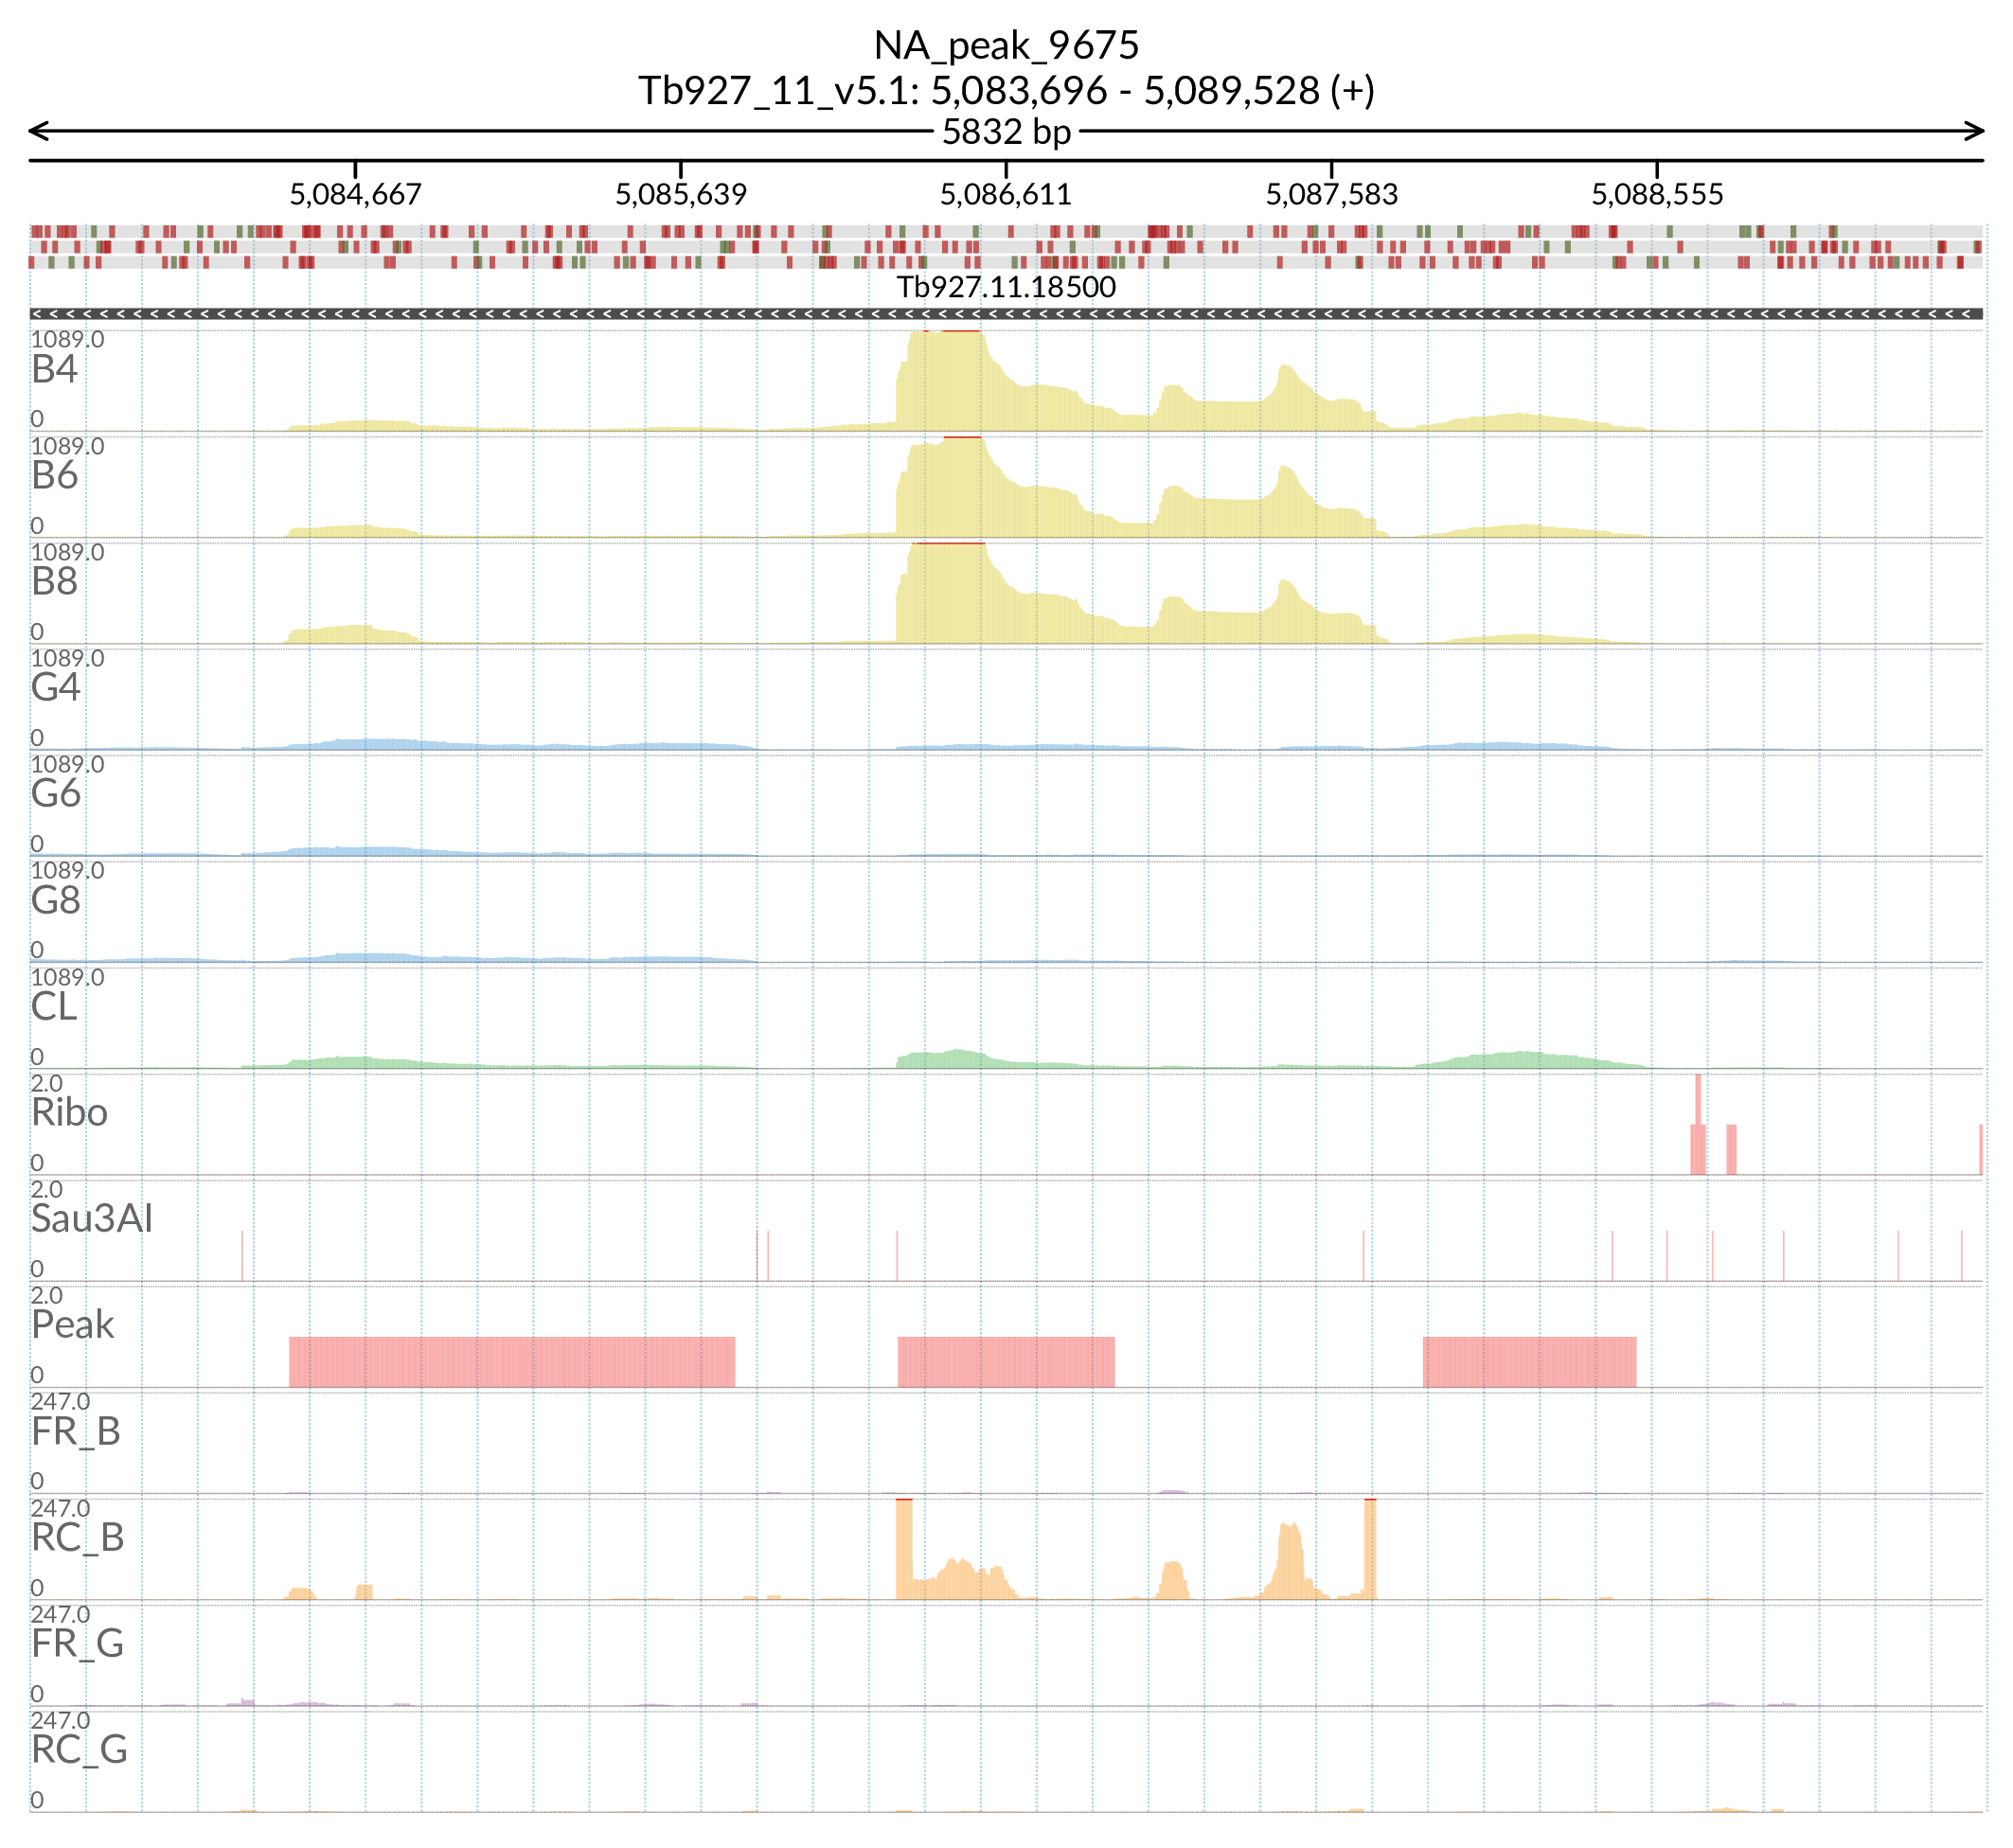 NA_peak_9675
Tb927_11_v5.1: 5,083,696 - 5,089,528 (+)
5832 bp
5,084,667 5,085,639 5,086,611 5,087,583 5,088,555
Tb927.11.18500
1089.0
B4
0
1089.0
B6
0
1089.0
B8
0
1089.0
G4
0
1089.0
G6
0
1089.0
G8
0
1089.0
CL
0
2.0
Ribo
0
2.0
Sau3AI
0
2.0
Peak
0
247.0
FR_B
0
247.0
RC_B
0
247.0
FR_G
0
247.0
RC_G
0